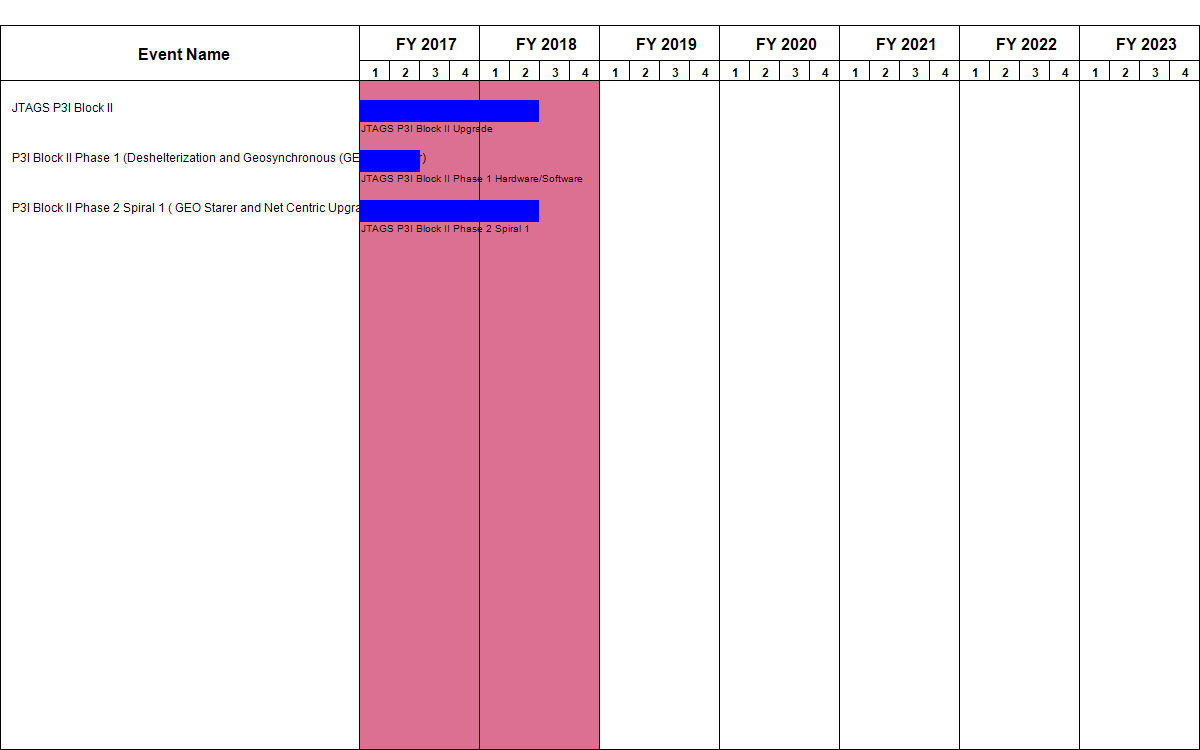 Event Name
FY 2017 FY 2018 FY 2019 FY 2020 FY 2021 FY 2022 FY 2023
1 2 3 4 1 2 3 4 1 2 3 4 1 2 3 4 1 2 3 4 1 2 3 4 1 2 3 4
JTAGS P3I Block II
JTAGS P3I Block II Upgrade
P3I Block II Phase 1 (Deshelterization and Geosynchronous (GE
JTAGS P3I Block II Phase 1 Hardware/Software
P3I Block II Phase 2 Spiral 1 ( GEO Starer and Net Centric Upgra
JTAGS P3I Block II Phase 2 Spiral 1